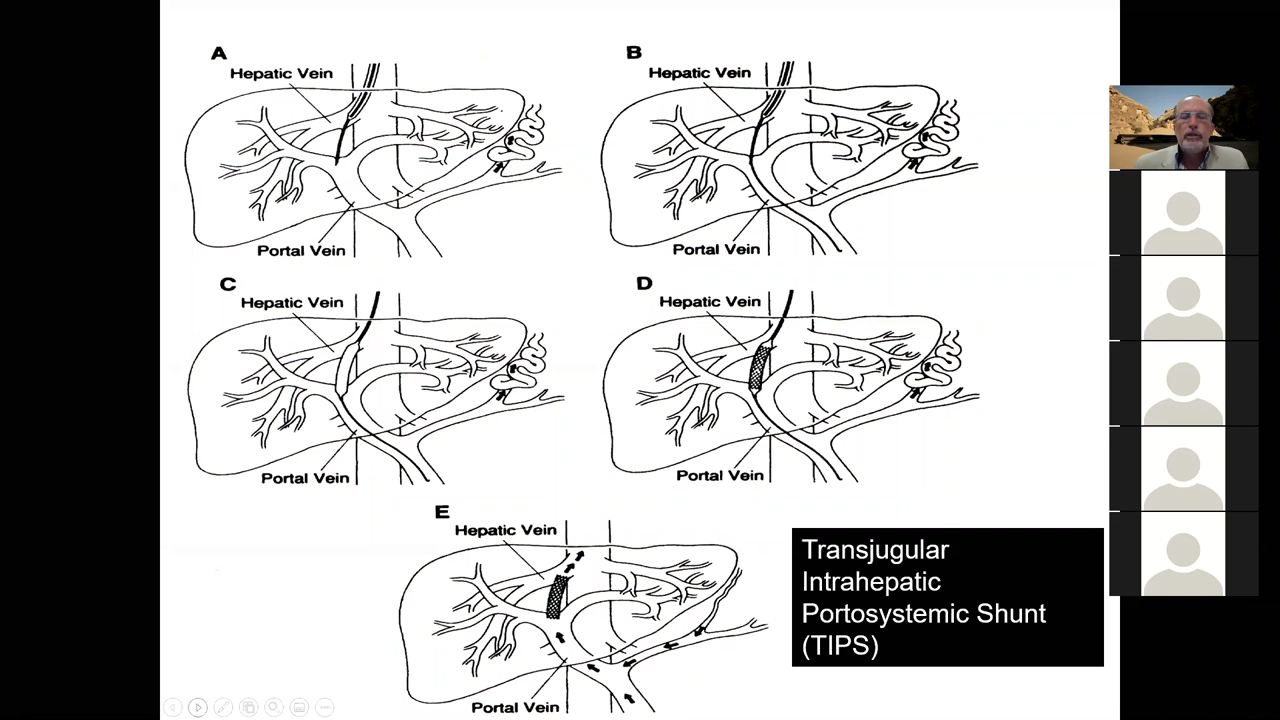 A
Hepatic Vein
Portal Vein
B
Hepatic Vein
Portal Vein
C
Hepatic Vein
Portal Vein
D
Hepatic Vein
Portal Vein
E
Hepatic Vein
Portal Vein
Transjugular
Intrahepatic
Portosystemic Shunt
(TIPS)